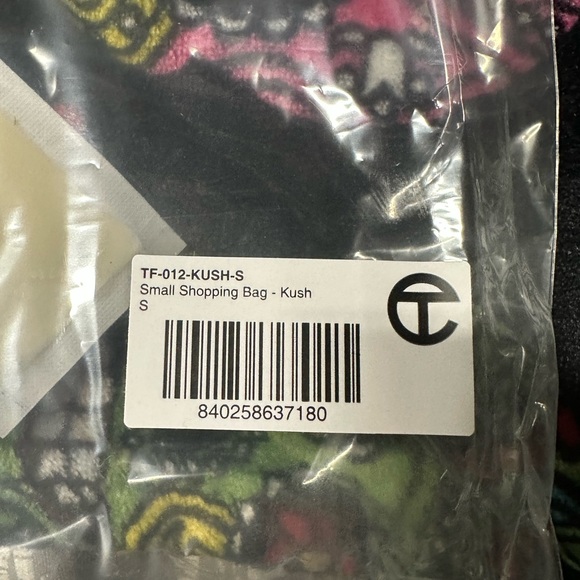 TF-012-KUSH-S
Small Shopping Bag - Kush
S
840258637180